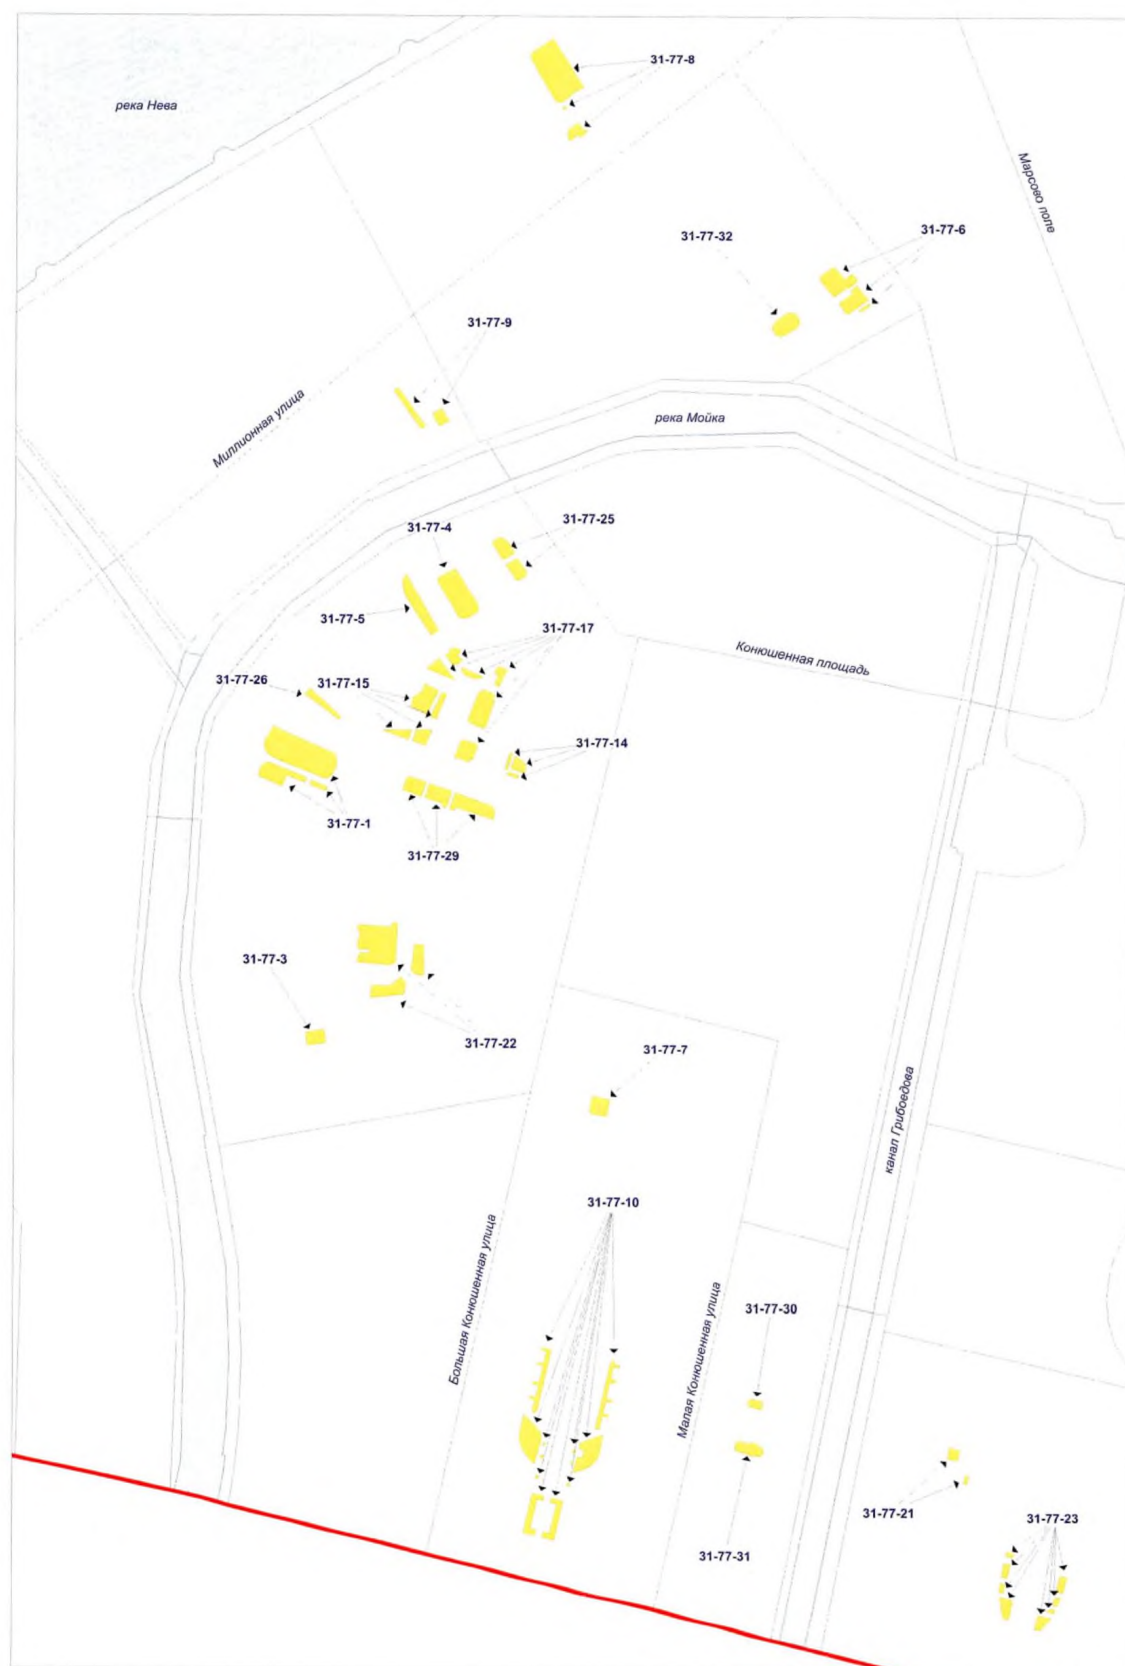 31-77-8
река Нева
Марсово поле
31-77-32
31-77-6
31-77-9
Миллионная улица
река Мойка
31-77-4
31-77-25
31-77-5
31-77-17
Конюшенная площадь
31-77-26
31-77-15
31-77-14
31-77-1
31-77-29
31-77-3
31-77-22
31-77-7
канал Грибоедова
31-77-10
Большая Конюшенная улица
Малая Конюшенная улица
31-77-30
31-77-21
31-77-23
31-77-31